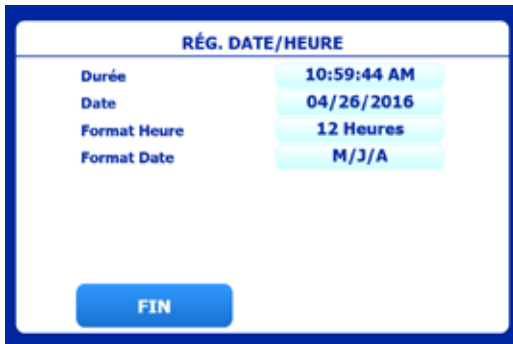 RÉG. DATE/HEURE
Durée 10:59:44 AM
Date 04/26/2016
Format Heure 12 Heures
Format Date M/J/A
FIN